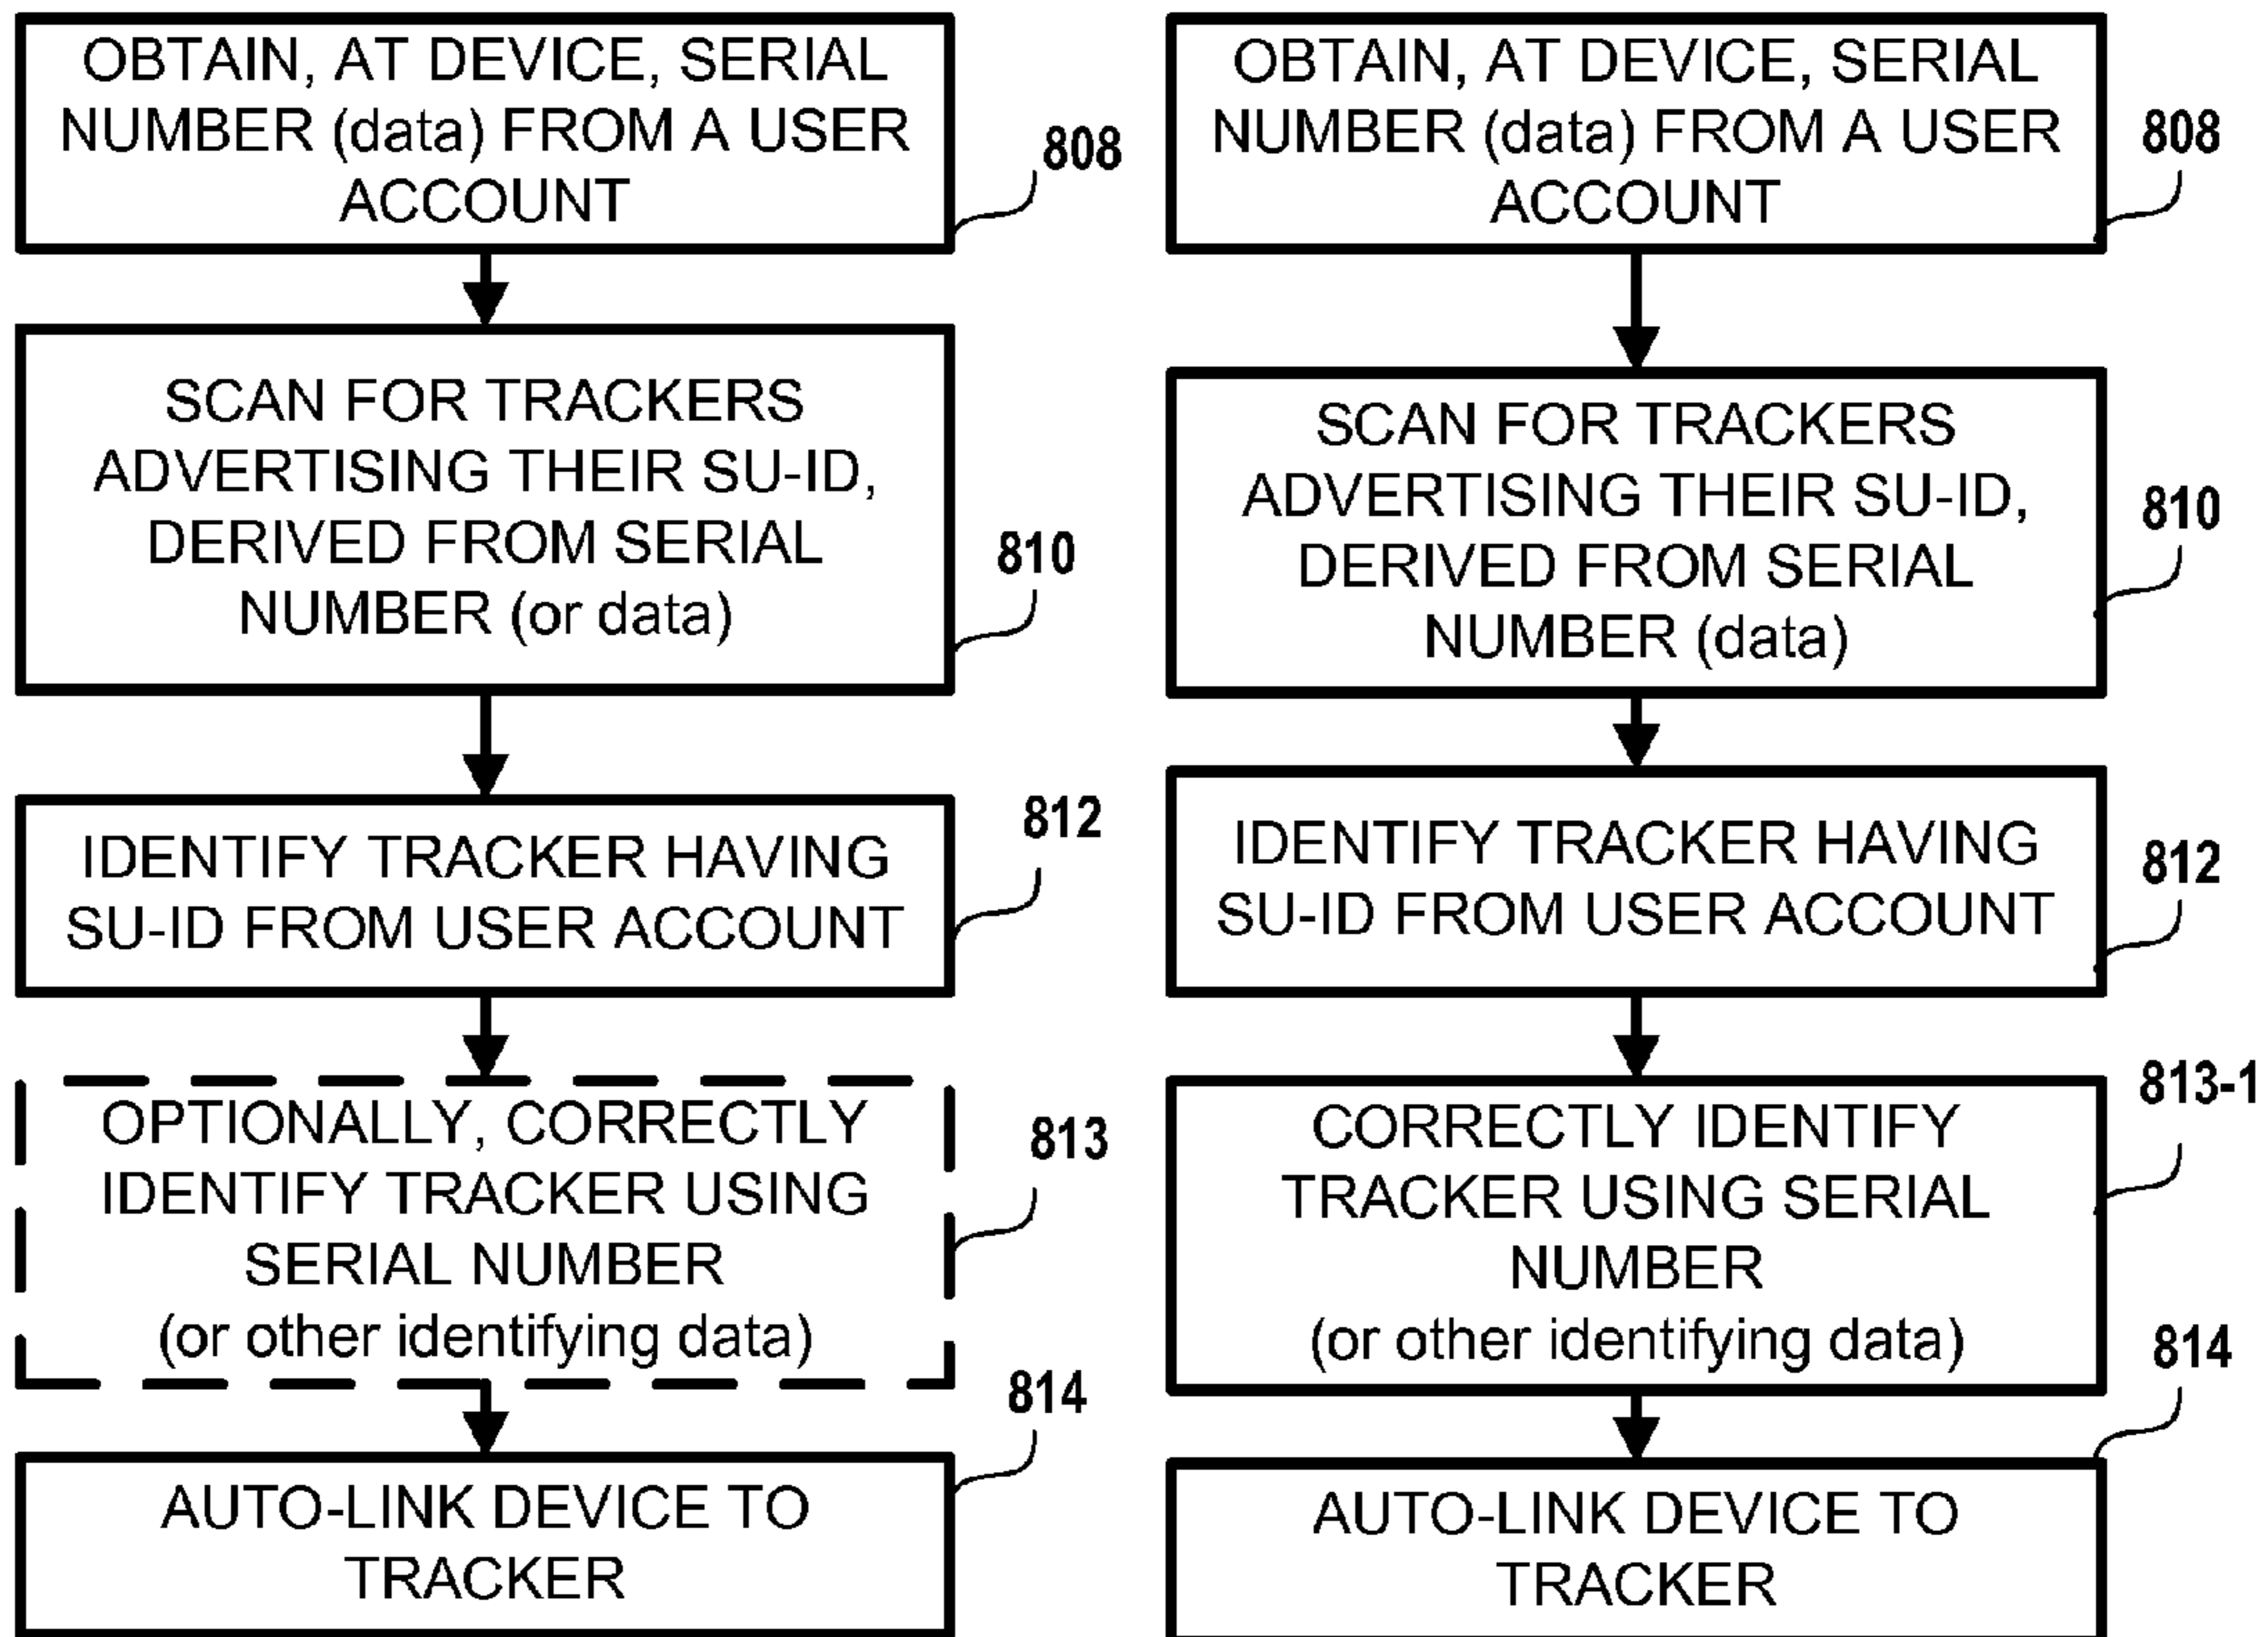 OBTAIN, AT DEVICE, SERIAL
NUMBER (data) FROM A USER
ACCOUNT
808
SCAN FOR TRACKERS
ADVERTISING THEIR SU-ID,
DERIVED FROM SERIAL
NUMBER (or data)
810
IDENTIFY TRACKER HAVING
SU-ID FROM USER ACCOUNT
812
OPTIONALLY, CORRECTLY
IDENTIFY TRACKER USING
SERIAL NUMBER
(or other identifying data)
813
AUTO-LINK DEVICE TO
TRACKER
814
OBTAIN, AT DEVICE, SERIAL
NUMBER (data) FROM A USER
ACCOUNT
808
SCAN FOR TRACKERS
ADVERTISING THEIR SU-ID,
DERIVED FROM SERIAL
NUMBER (data)
810
IDENTIFY TRACKER HAVING
SU-ID FROM USER ACCOUNT
812
CORRECTLY IDENTIFY
TRACKER USING SERIAL
NUMBER
(or other identifying data)
813-1
AUTO-LINK DEVICE TO
TRACKER
814